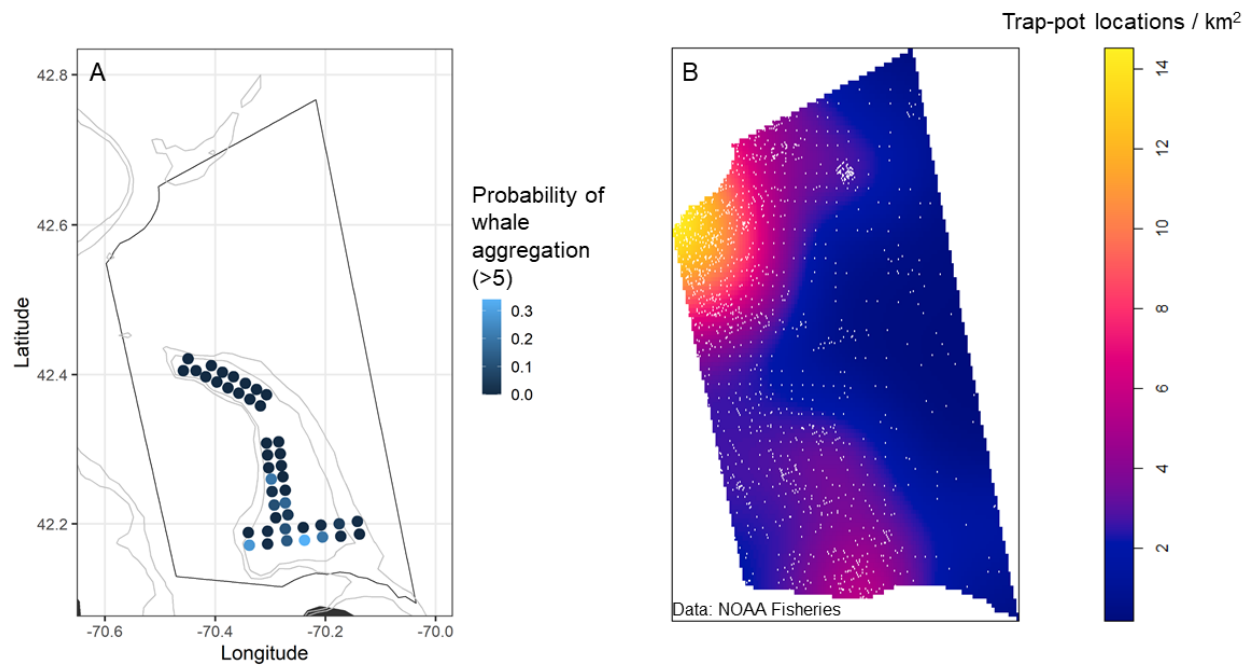 Trap-pot locations / km²
A
B
42.8
42.6
42.4
42.2
Latitude
-70.6
-70.4
-70.2
-70.0
Longitude
Probability of
whale
aggregation
(>5)
0.3
0.2
0.1
0.0
Data: NOAA Fisheries
14
12
10
8
6
4
2